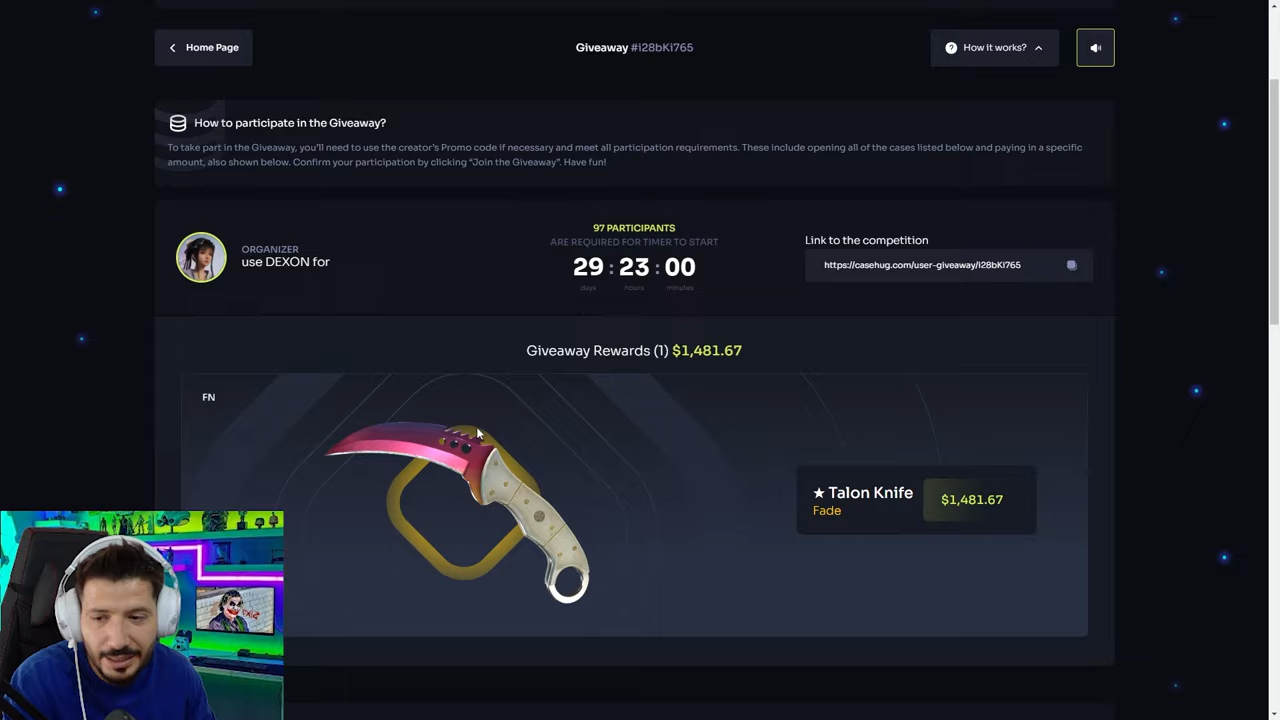 Home Page
Giveaway #i28bKl765
How it works?
How to participate in the Giveaway?
To take part in the Giveaway, you'll need to use the creator's Promo code if necessary and meet all participation requirements. These include opening all of the cases listed below and paying in a specific
amount, also shown below. Confirm your participation by clicking "Join the Giveaway". Have fun!
ORGANIZER
use DEXON for
97 PARTICIPANTS
ARE REQUIRED FOR TIMER TO START
29 : 23 : 00
days hours minutes
Link to the competition
https://casehug.com/user-giveaway/i28bKl765
Giveaway Rewards (1) $1,481.67
FN
★ Talon Knife
Fade
$1,481.67